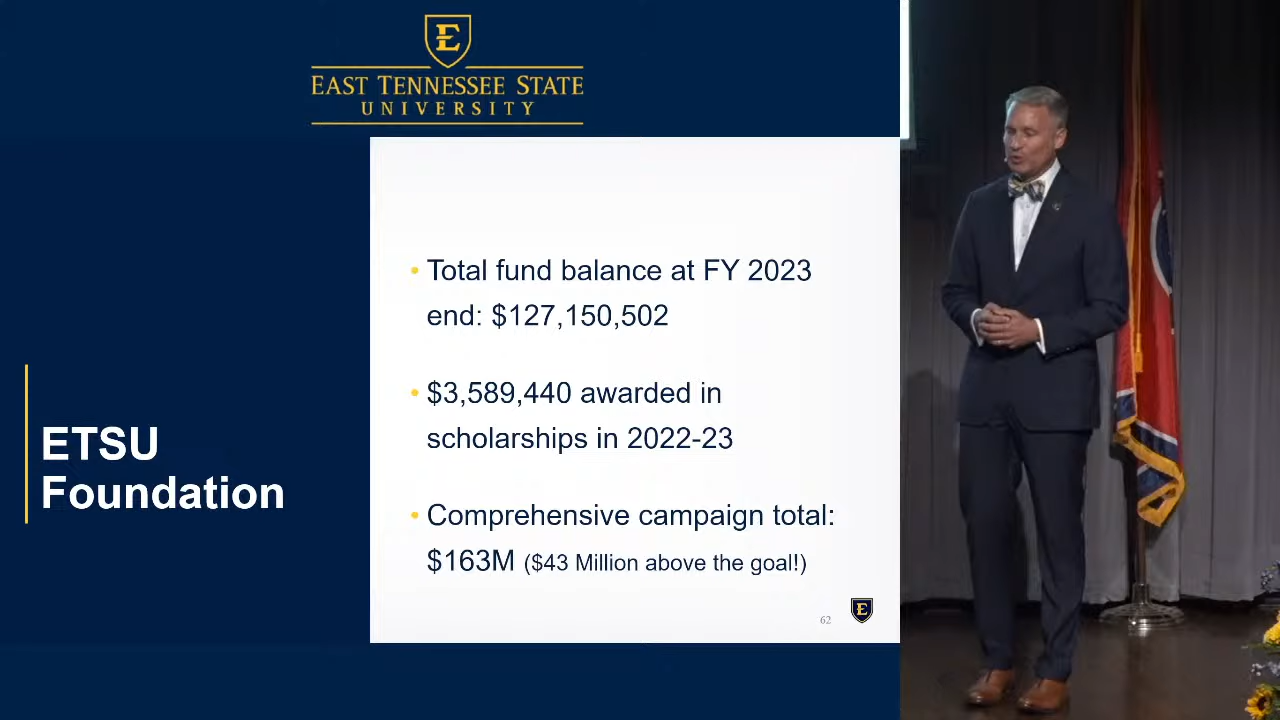 E
EAST TENNESSEE STATE
UNIVERSITY
• Total fund balance at FY 2023
end: $127,150,502
• $3,589,440 awarded in
scholarships in 2022-23
• Comprehensive campaign total:
$163M ($43 Million above the goal!)
ETSU
Foundation
62
E